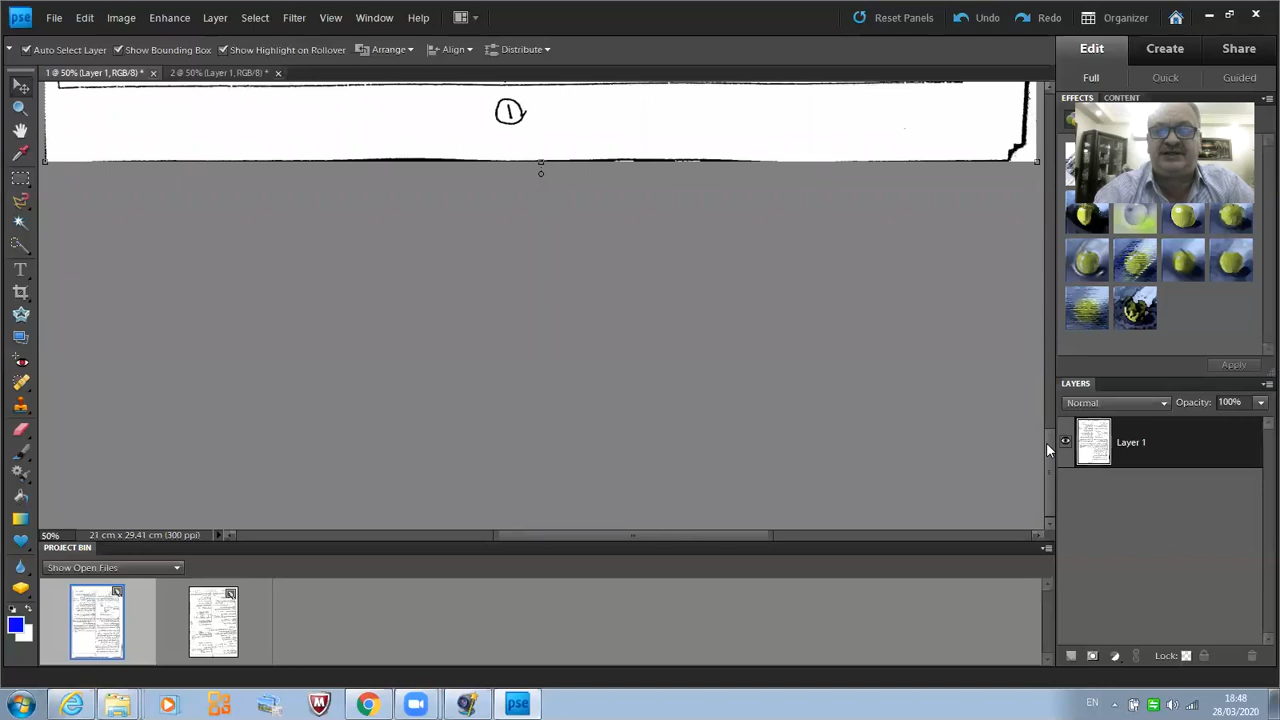 pse File Edit Image Enhance Layer Select Filter View Window Help Reset Panels Undo Redo Organizer
Auto Select Layer Show Bounding Box Show Highlight on Rollover Arrange Align Distribute
Edit Create Share
1 @ 50% (Layer 1, RGB/8) * 2 @ 50% (Layer 1, RGB/8) *
Full Quick Guided
EFFECTS CONTENT
1
Apply
LAYERS
Normal Opacity: 100%
Layer 1
50% 21 cm x 29.41 cm (300 ppi)
PROJECT BIN
Show Open Files
Lock:
pse
EN
18:48
28/03/2020